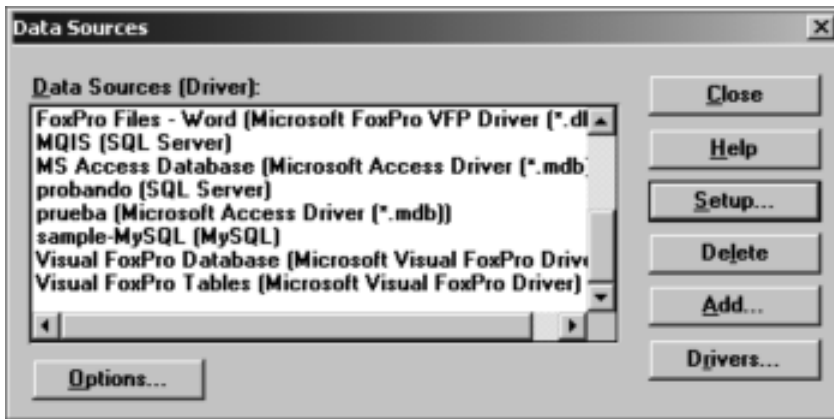 Data Sources
Data Sources (Driver):
FoxPro Files - Word (Microsoft FoxPro VFP Driver (*.d
MQIS (SQL Server)
MS Access Database (Microsoft Access Driver (*.mdb)
probando (SQL Server)
prueba (Microsoft Access Driver (*.mdb))
sample-MySQL (MySQL)
Visual FoxPro Database (Microsoft Visual FoxPro Drive
Visual FoxPro Tables (Microsoft Visual FoxPro Driver)
Close
Help
Setup...
Delete
Add...
Drivers...
Options...